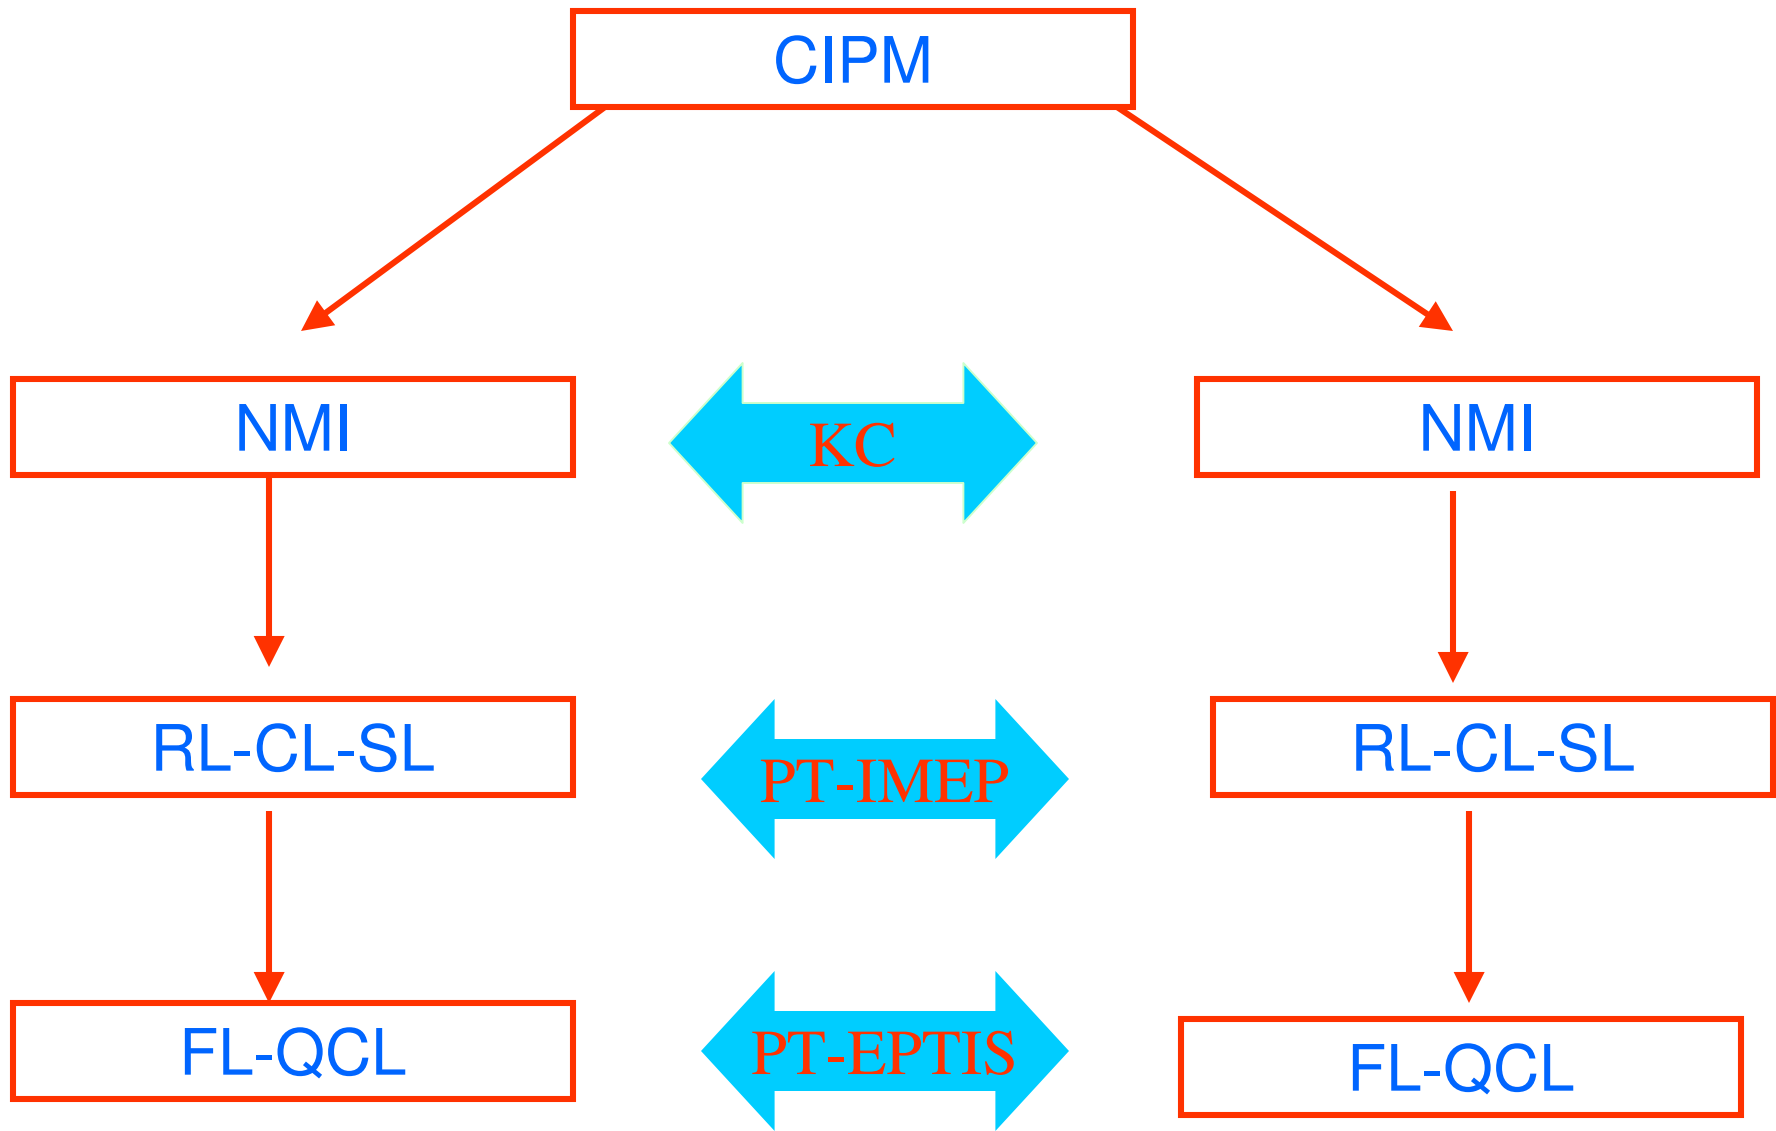 CIPM
NMI
KC
NMI
RL-CL-SL
PT-IMEP
RL-CL-SL
FL-QCL
PT-EPTIS
FL-QCL